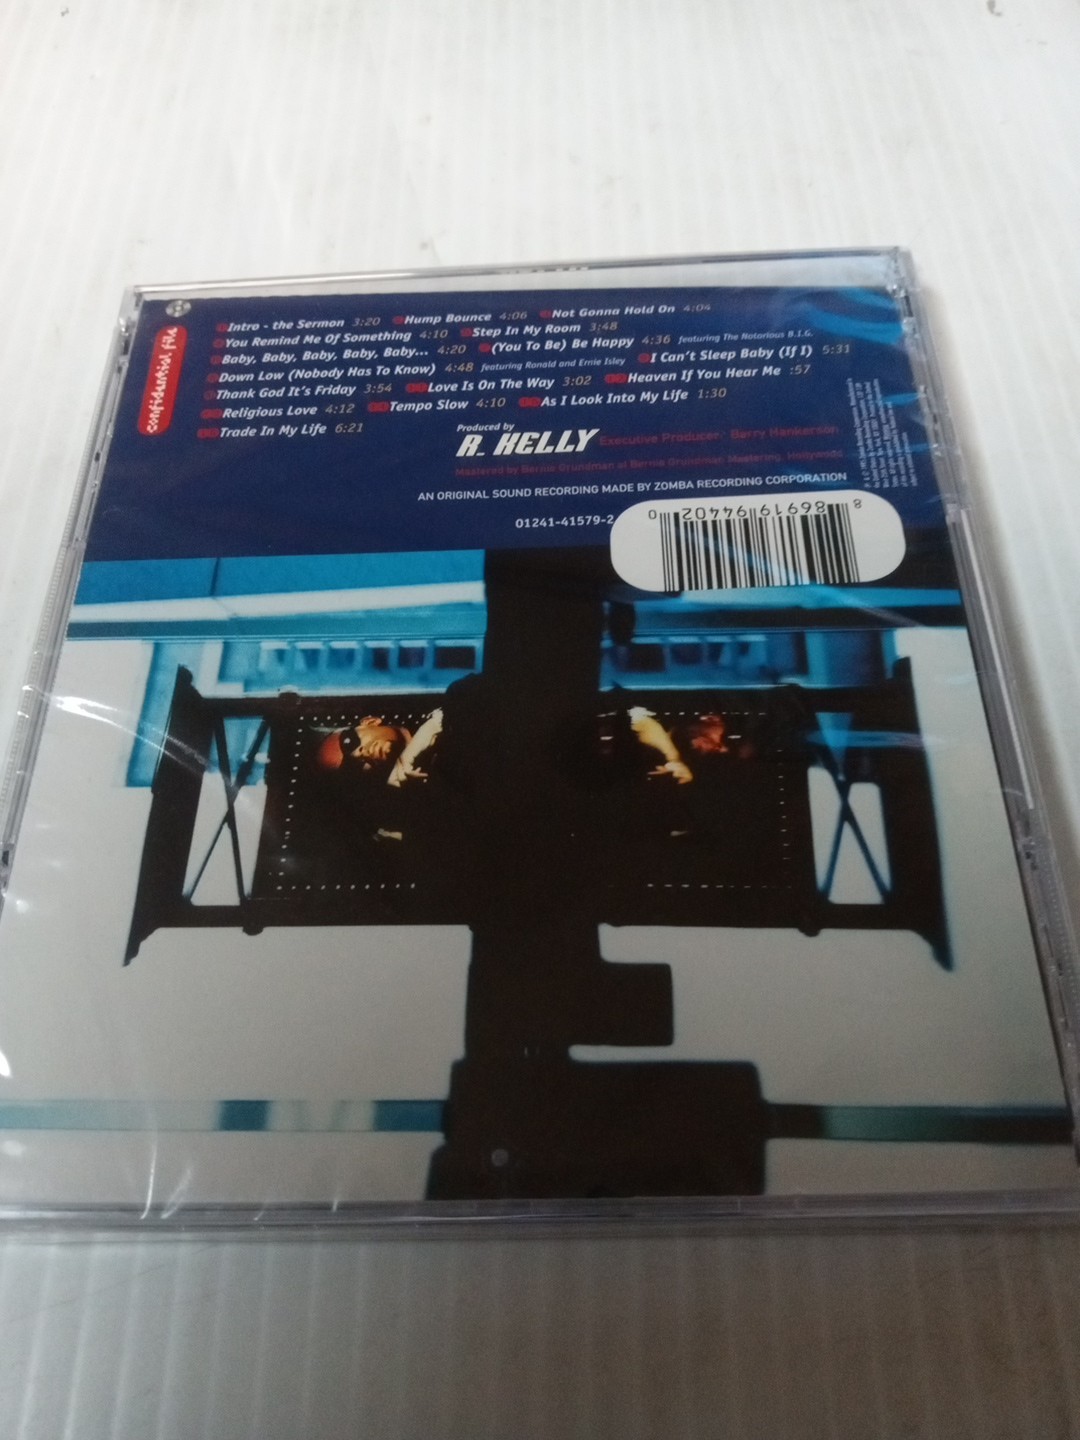 confidential file
Intro - the Sermon 3:20 Hump Bounce 4:06 Not Gonna Hold On 4:04
You Remind Me Of Something 4:10 Step In My Room 3:48
Baby, Baby, Baby, Baby, Baby... 4:20 (You To Be) Be Happy 4:36 featuring The Notorious B.I.G.
Down Low (Nobody Has To Know) 4:48 featuring Ronald and Ernie Isley I Can't Sleep Baby (If I) 5:31
Thank God It's Friday 3:54 Love Is On The Way 3:02 Heaven If You Hear Me :57
Religious Love 4:12 Tempo Slow 4:10 As I Look Into My Life 1:30
Trade In My Life 6:21
Produced by
R. KELLY Executive Producer: Barry Hankerson
Mastered by Bernie Grundman at Bernie Grundman Mastering, Hollywood
AN ORIGINAL SOUND RECORDING MADE BY ZOMBA RECORDING CORPORATION
01241-41579-2
8 86919 94402 0